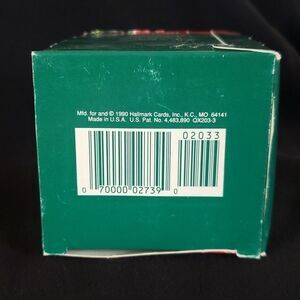 Mfd. for and © 1990 Hallmark Cards, Inc., K.C., MO 64141
Made in U.S.A. U.S. Pat. No. 4,463,890 QX203-3
02033
0 70000 02739 0